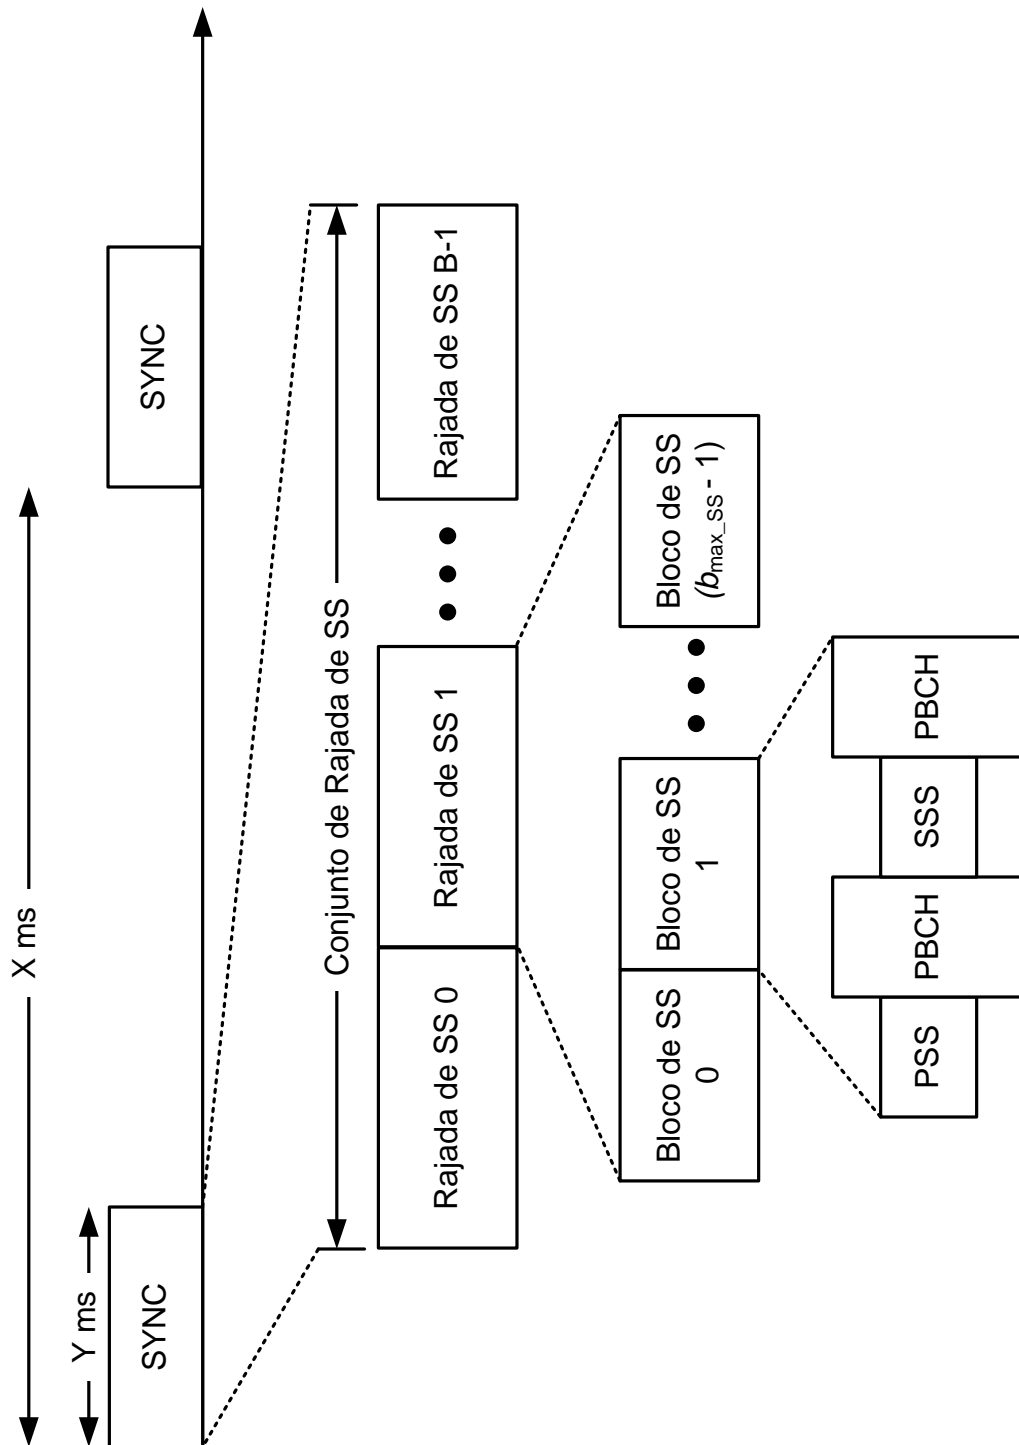 X ms
Y ms
SYNC
SYNC
Conjunto de Rajada de SS
Rajada de SS 0
Rajada de SS 1
Rajada de SS B-1
Bloco de SS
0
Bloco de SS
1
Bloco de SS
(bmax_SS - 1)
PSS
PBCH
SSS
PBCH